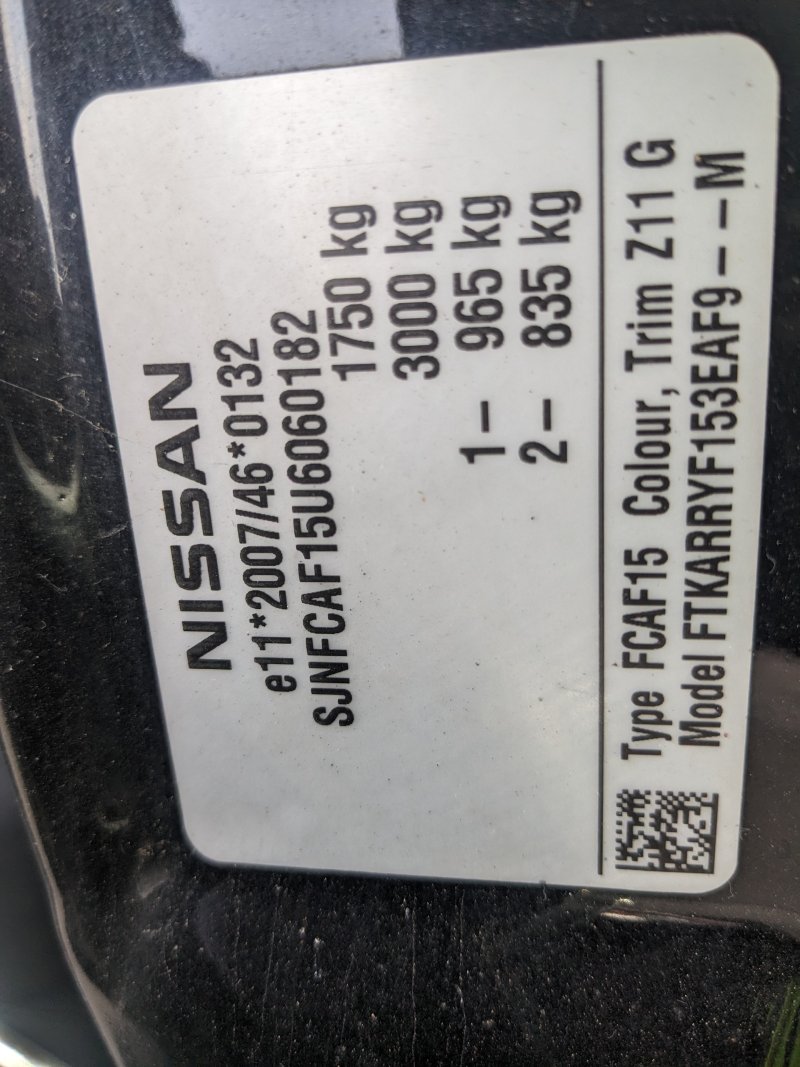 NISSAN
e11*2007/46*0132
SJNFCAF15U6060182
1750 kg
3000 kg
1– 965 kg
2– 835 kg
Type FCAF15 Colour, Trim Z11 G
Model FTKARRYF153EAF9––M